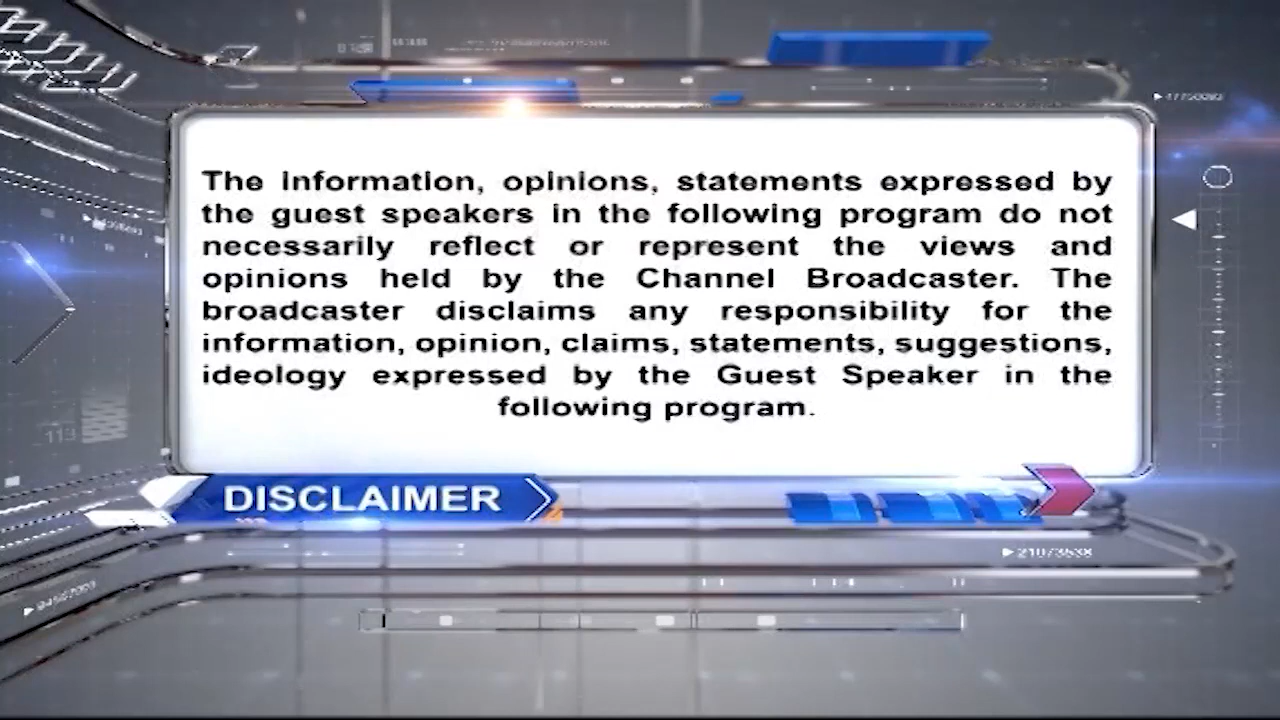 The information, opinions, statements expressed by
the guest speakers in the following program do not
necessarily reflect or represent the views and
opinions held by the Channel Broadcaster. The
broadcaster disclaims any responsibility for the
information, opinion, claims, statements, suggestions,
ideology expressed by the Guest Speaker in the
following program.
DISCLAIMER